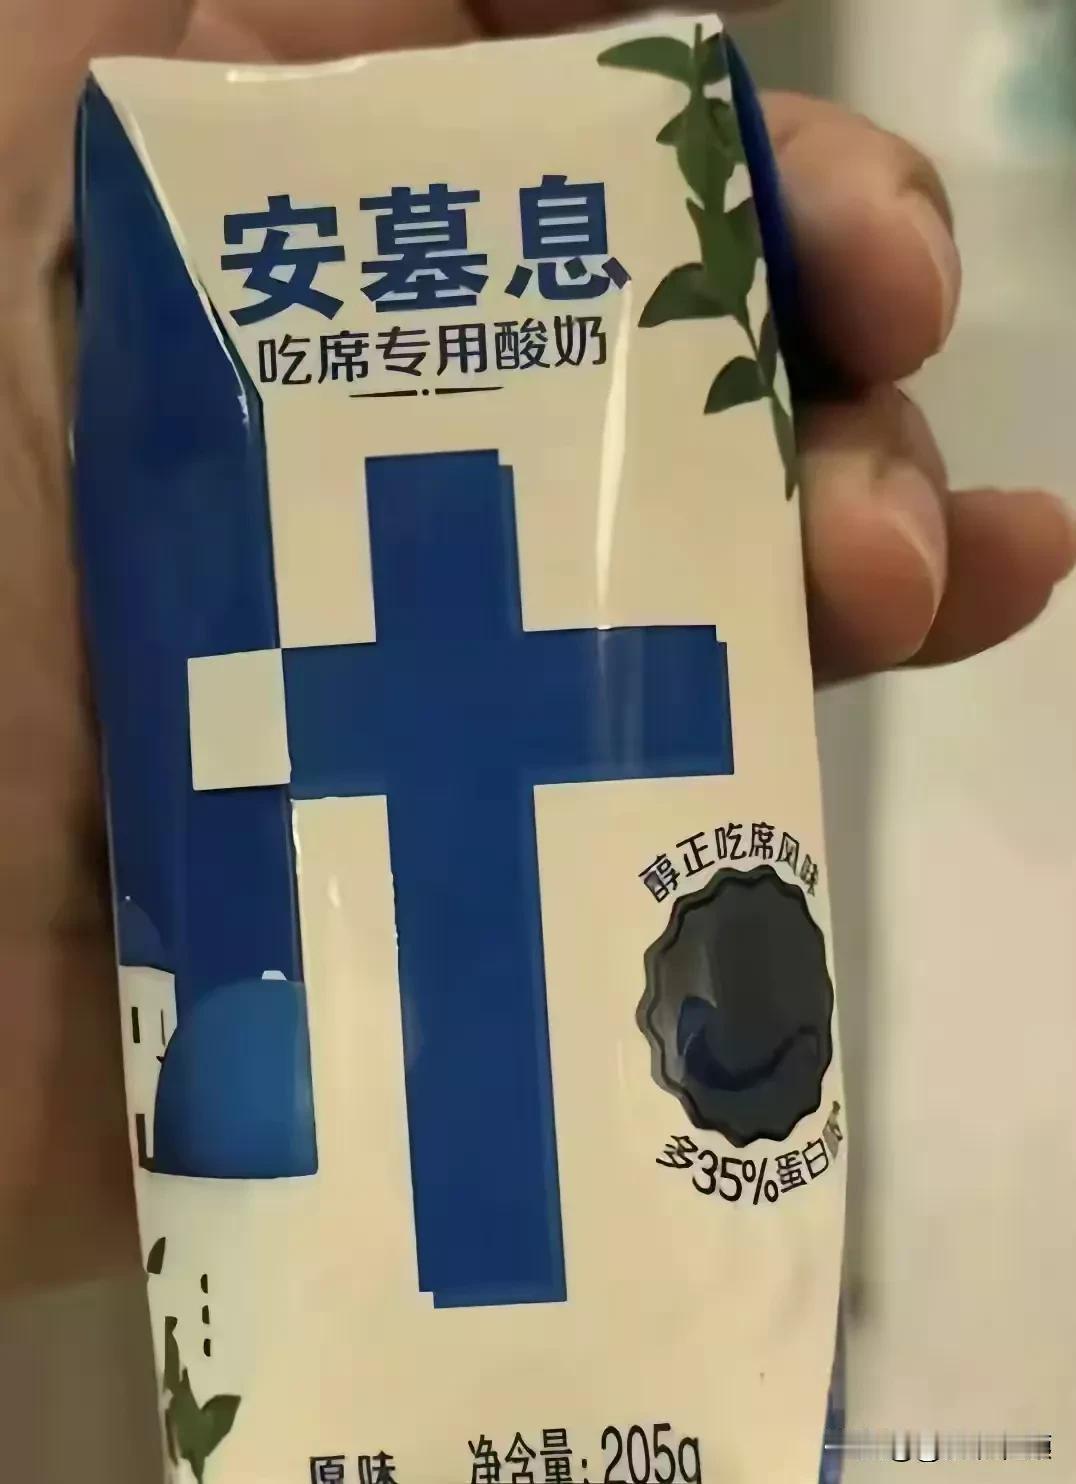 安墓息
吃席专用酸奶
醇正吃席风味
多35%蛋白质
原味
净含量:205g